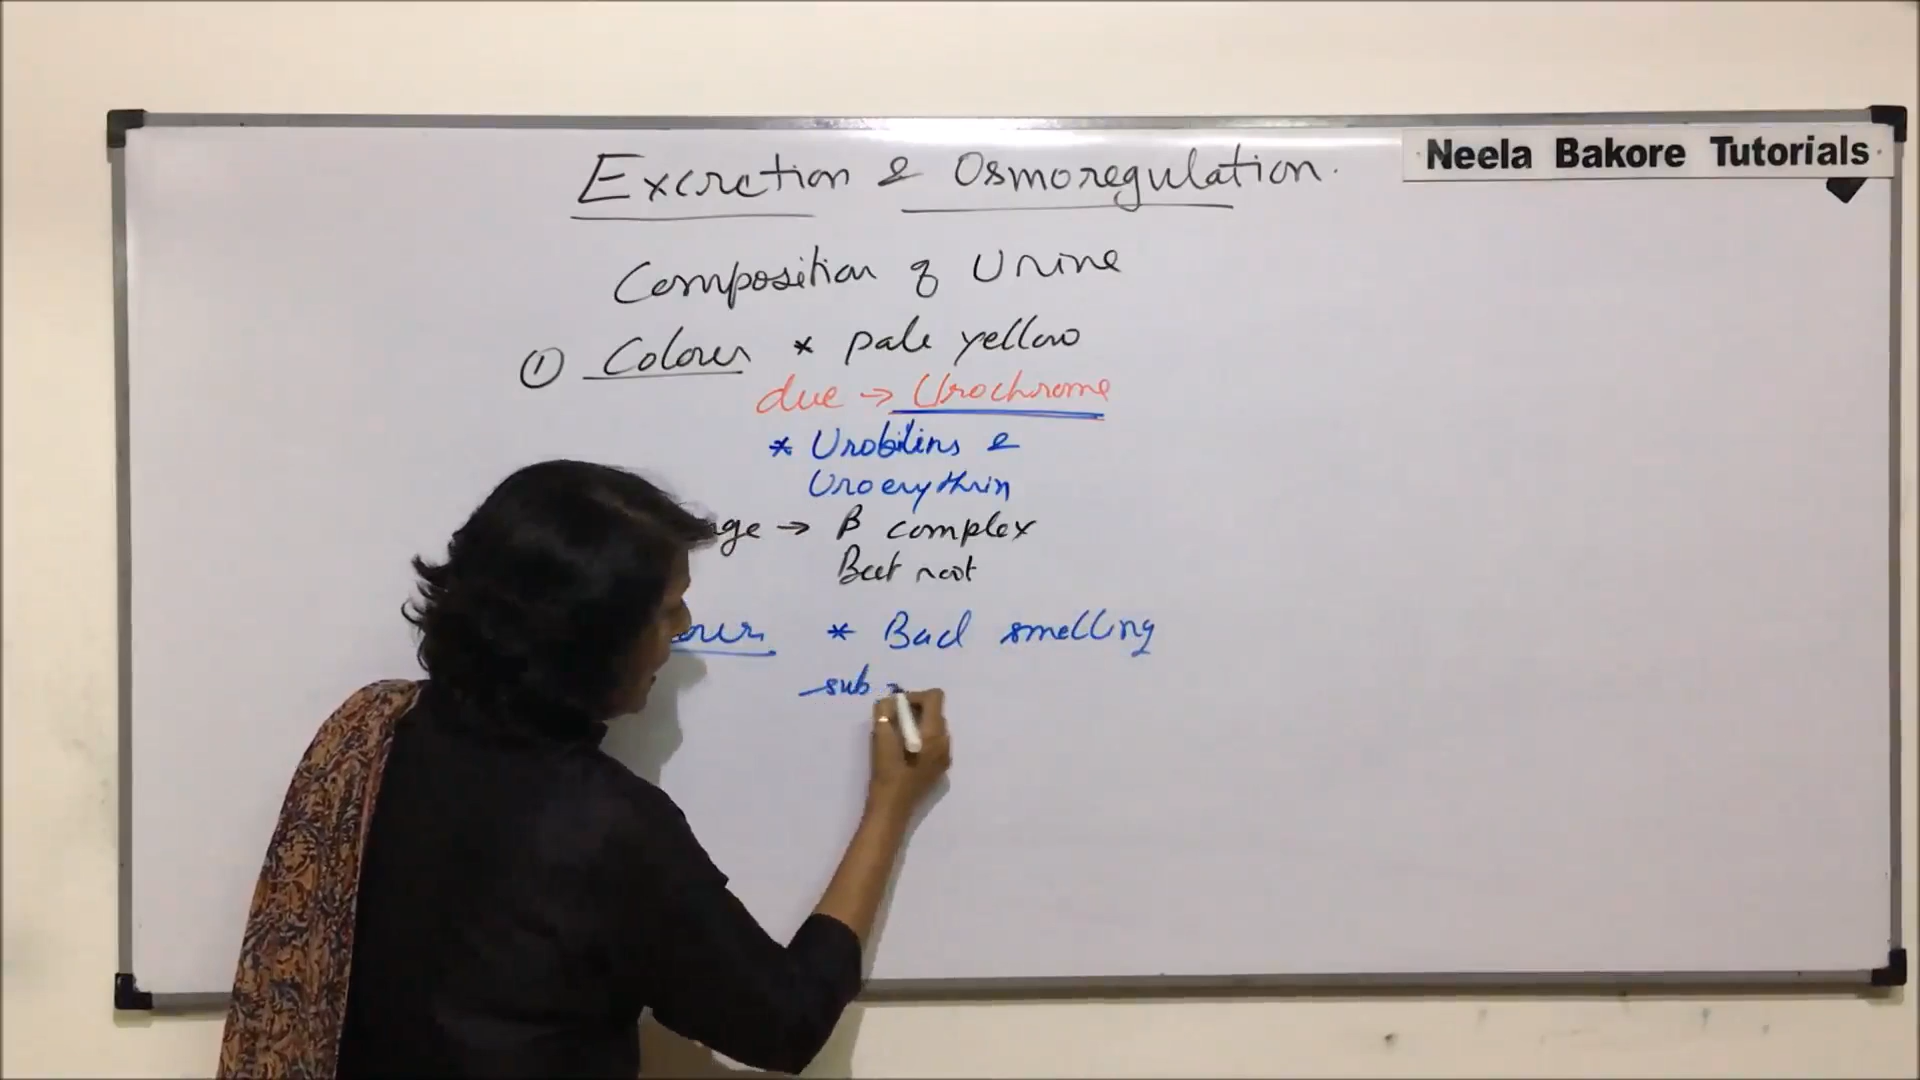 Neela Bakore Tutorials
Excretion & Osmoregulation.
Composition of Urine
① Colour * pale yellow
due → Urochrome
* Urobilins &
Uroerythrin
→ B complex
Beet root
* Bad smelling
sub